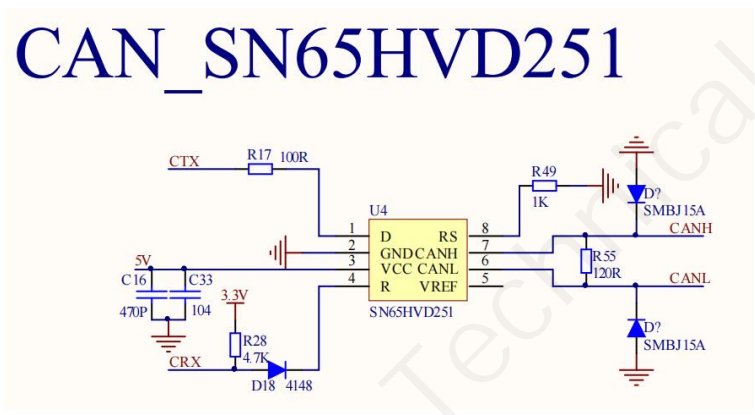 CAN_SN65HVD251
CTX
R17 100R
R49
1K
D?
SMBJ15A
U4
1 D RS 8
2 GND CANH 7
3 VCC CANL 6
4 R VREF 5
SN65HVD251
CANH
R55
120R
CANL
5V
C16
C33
470P
104
3.3V
R28
4.7K
CRX
D18 4148
D?
SMBJ15A
Technical